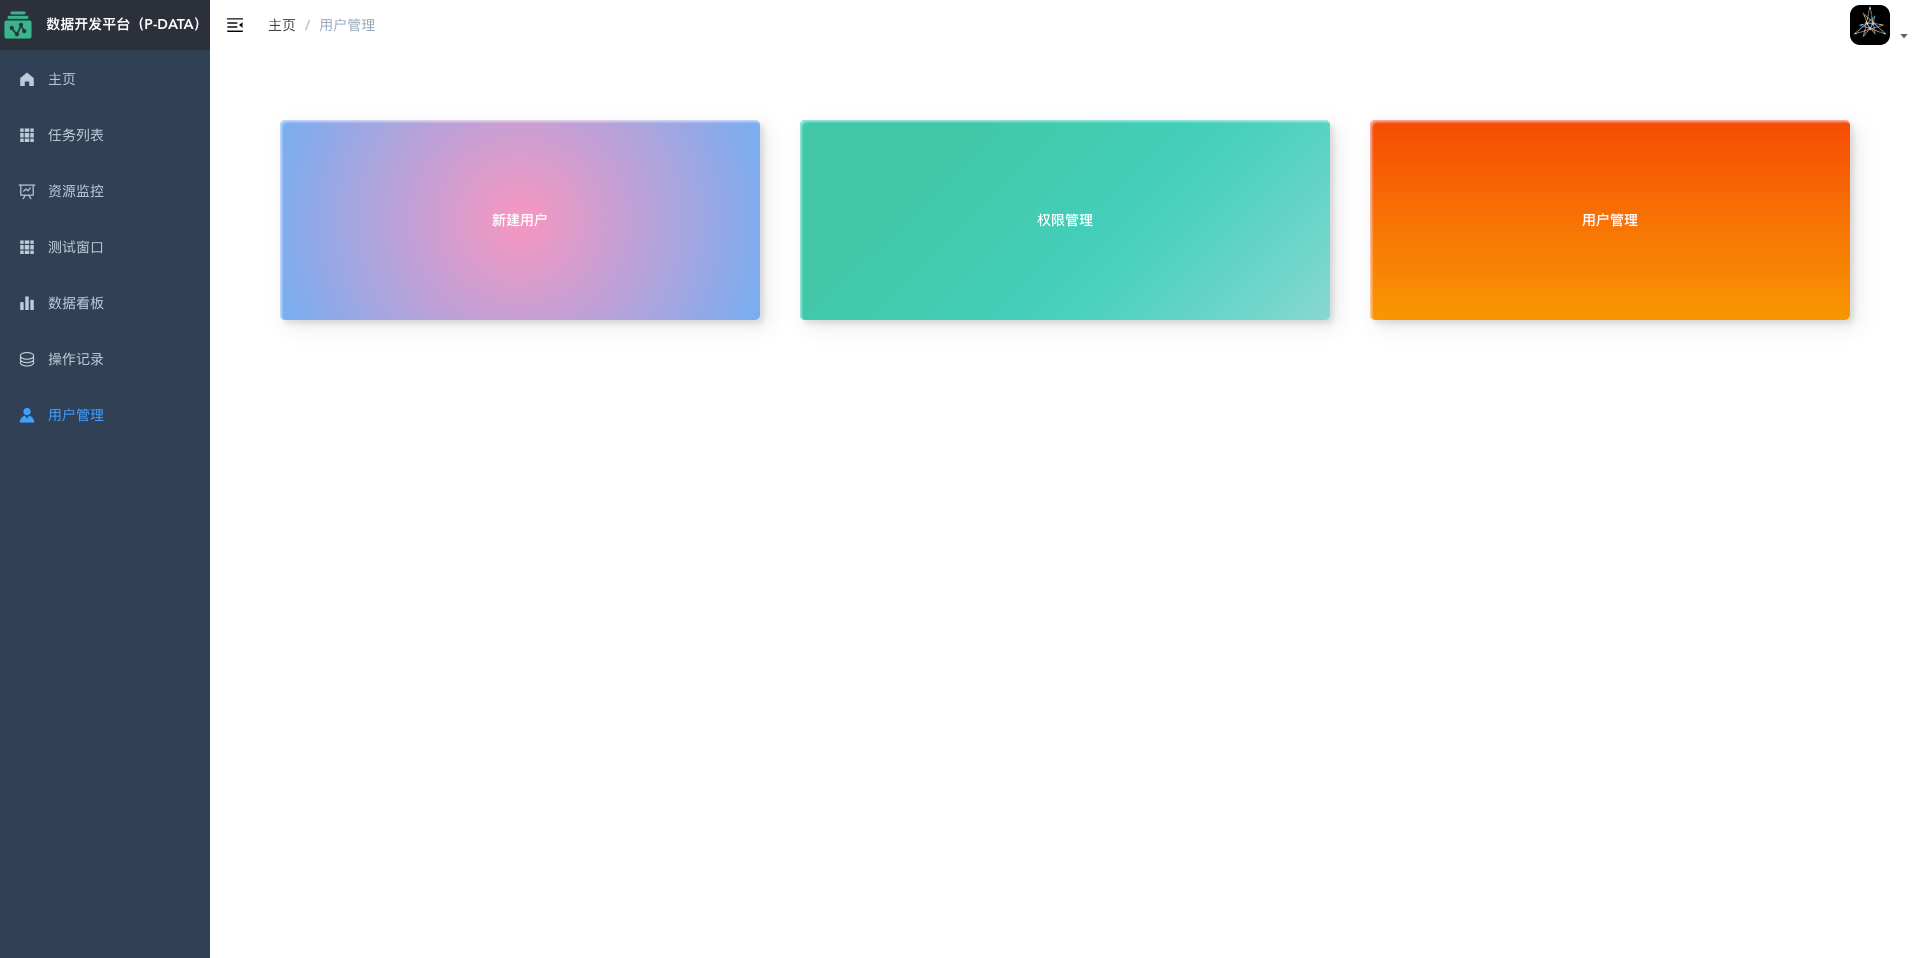 数据开发平台（P-DATA）
主页 / 用户管理
主页
任务列表
资源监控
测试窗口
数据看板
操作记录
用户管理
新建用户
权限管理
用户管理